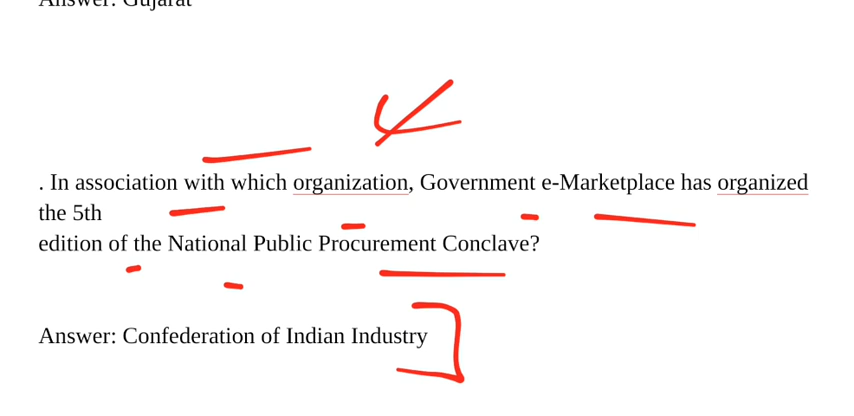 Answer: Gujarat
. In association with which organization, Government e-Marketplace has organized
the 5th
edition of the National Public Procurement Conclave?
Answer: Confederation of Indian Industry